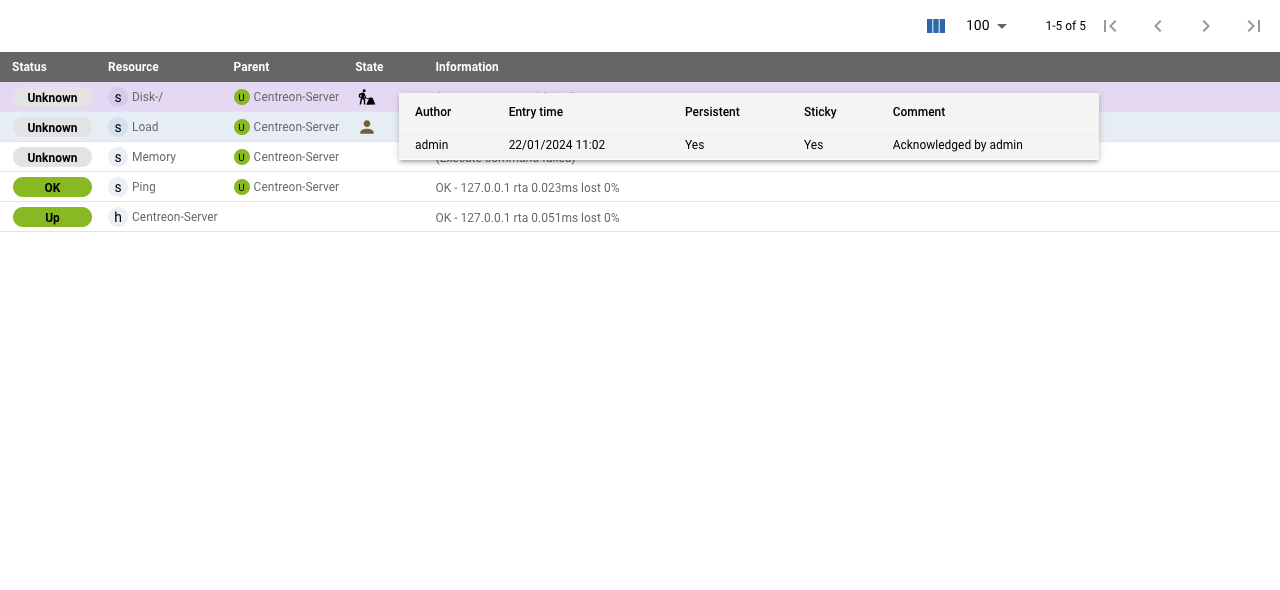 100 1-5 of 5
Status Resource Parent State Information
Unknown s Disk-/ U Centreon-Server
Author Entry time Persistent Sticky Comment
Unknown s Load U Centreon-Server
admin 22/01/2024 11:02 Yes Yes Acknowledged by admin
Unknown s Memory U Centreon-Server (Execute command failed)
OK s Ping U Centreon-Server OK - 127.0.0.1 rta 0.023ms lost 0%
Up h Centreon-Server OK - 127.0.0.1 rta 0.051ms lost 0%